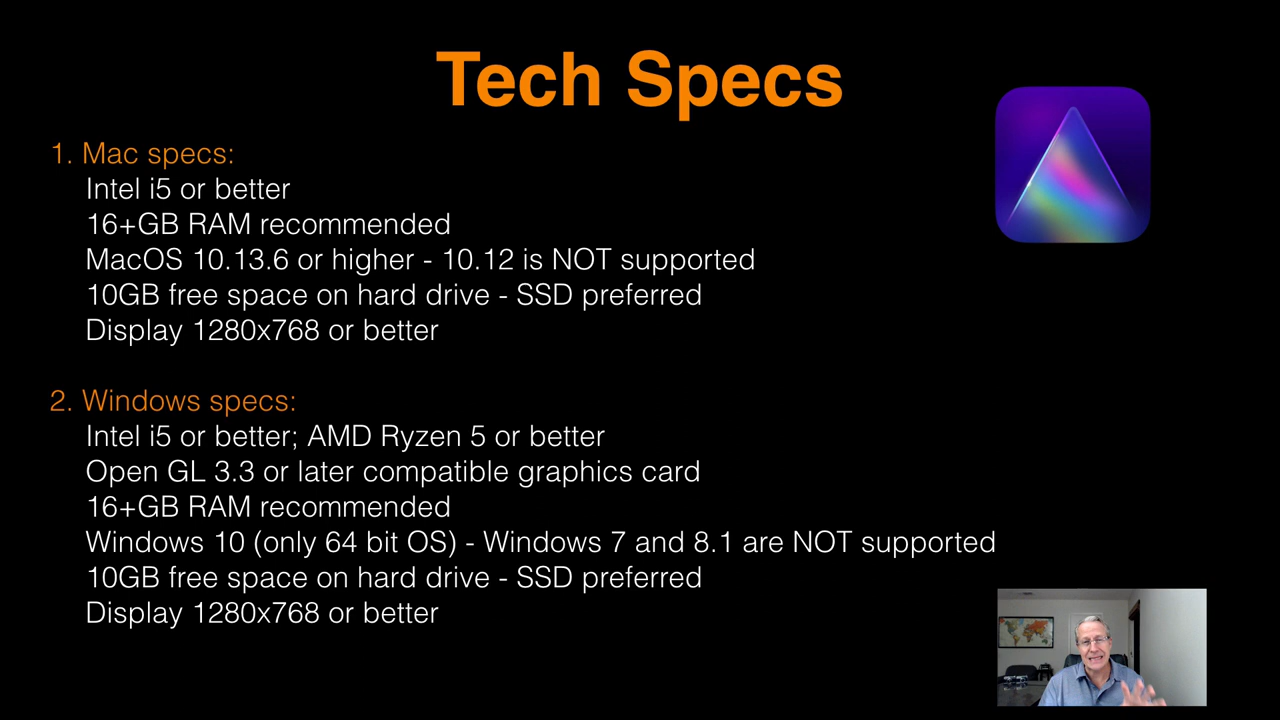 Tech Specs
1. Mac specs:
Intel i5 or better
16+GB RAM recommended
MacOS 10.13.6 or higher - 10.12 is NOT supported
10GB free space on hard drive - SSD preferred
Display 1280x768 or better
2. Windows specs:
Intel i5 or better; AMD Ryzen 5 or better
Open GL 3.3 or later compatible graphics card
16+GB RAM recommended
Windows 10 (only 64 bit OS) - Windows 7 and 8.1 are NOT supported
10GB free space on hard drive - SSD preferred
Display 1280x768 or better